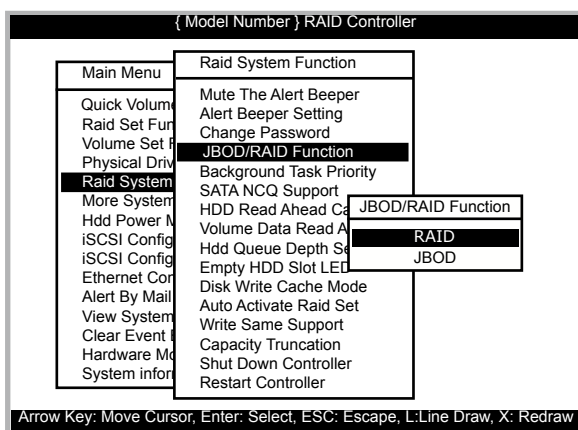 { Model Number } RAID Controller
Main Menu
Quick Volume
Raid Set Fun
Volume Set F
Physical Driv
Raid System
More System
Hdd Power M
iSCSI Config
iSCSI Config
Ethernet Con
Alert By Mail
View System
Clear Event
Hardware Mo
System infor
Raid System Function
Mute The Alert Beeper
Alert Beeper Setting
Change Password
JBOD/RAID Function
Background Task Priority
SATA NCQ Support
HDD Read Ahead Ca
Volume Data Read A
Hdd Queue Depth Se
Empty HDD Slot LED
Disk Write Cache Mode
Auto Activate Raid Set
Write Same Support
Capacity Truncation
Shut Down Controller
Restart Controller
JBOD/RAID Function
RAID
JBOD
Arrow Key: Move Cursor, Enter: Select, ESC: Escape, L:Line Draw, X: Redraw